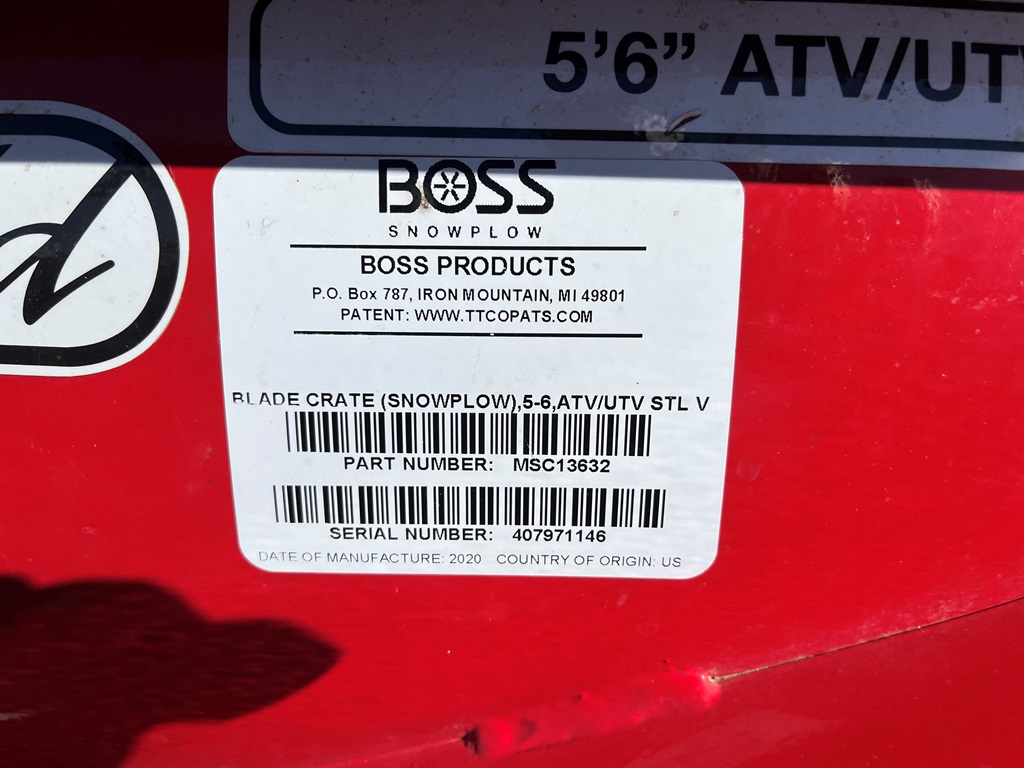 5'6" ATV/UTV
BOSS
SNOWPLOW
BOSS PRODUCTS
P.O. Box 787, IRON MOUNTAIN, MI 49801
PATENT: WWW.TTCOPATS.COM
BLADE CRATE (SNOWPLOW),5-6,ATV/UTV STL V
PART NUMBER: MSC13632
SERIAL NUMBER: 407971146
DATE OF MANUFACTURE: 2020 COUNTRY OF ORIGIN: US